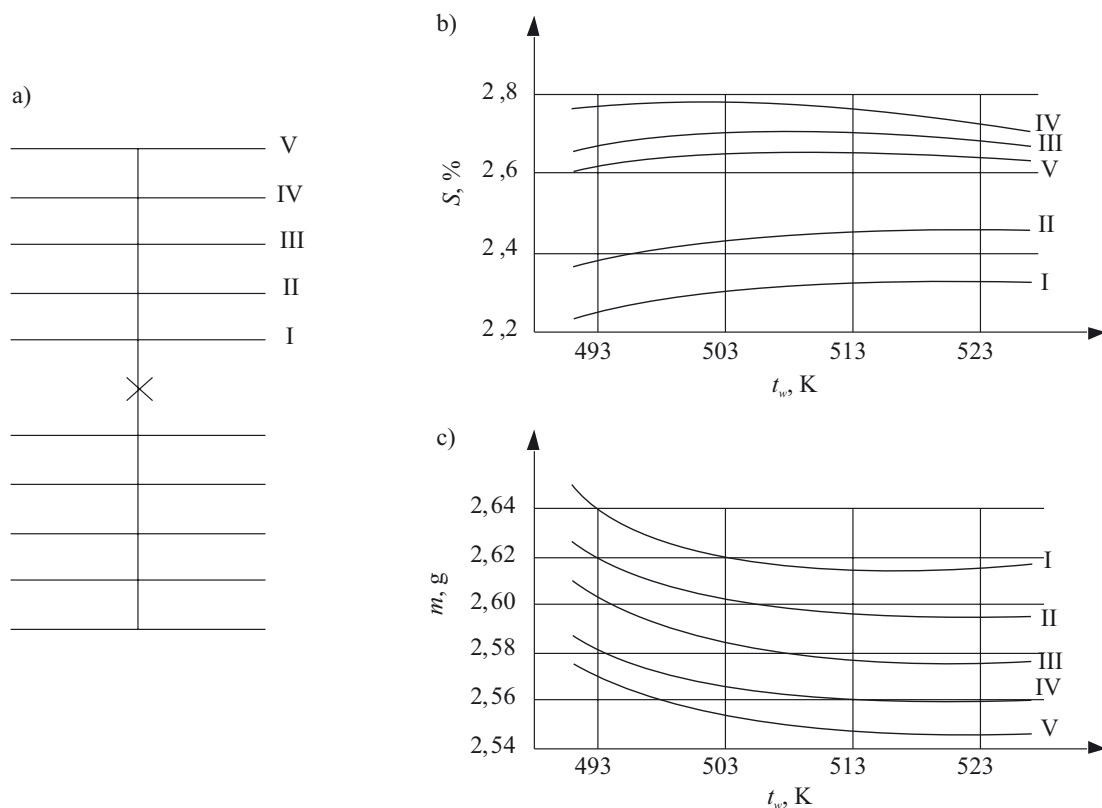 a)
V
IV
III
II
I
b)
S, %
2,8
2,6
2,4
2,2
IV
III
V
II
I
493 503 513 523
t_w, K
c)
m, g
2,64
2,62
2,60
2,58
2,56
2,54
I
II
III
IV
V
493 503 513 523
t_w, K